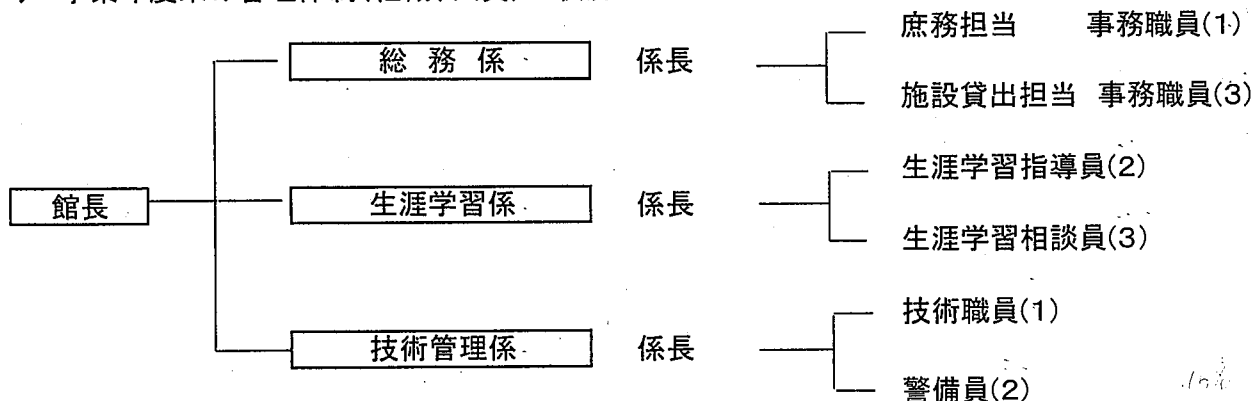 総 務 係 係長
庶務担当 事務職員(1)
施設貸出担当 事務職員(3)
館長
生涯学習係 係長
生涯学習指導員(2)
生涯学習相談員(3)
技術管理係 係長
技術職員(1)
警備員(2)